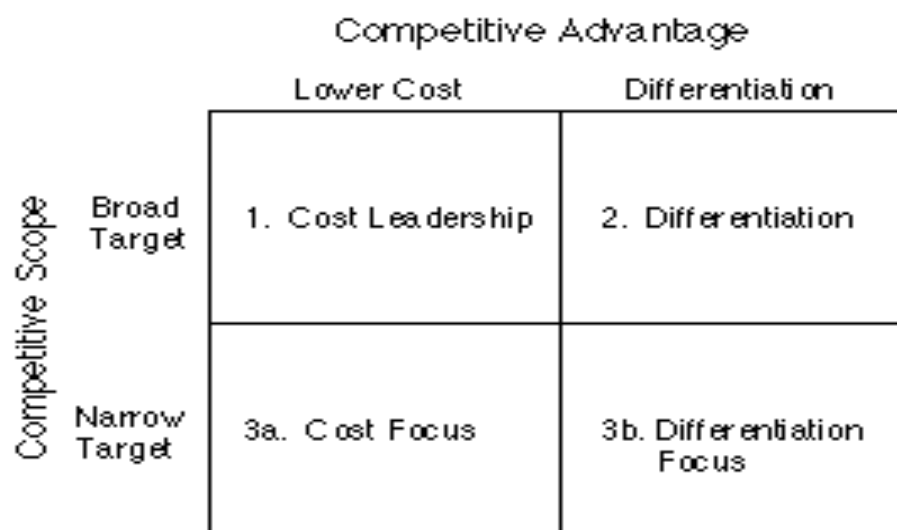 Competitive Advantage
Lower Cost
Differentiation
Competitive Scope
Broad
Target
1. Cost Leadership
2. Differentiation
Narrow
Target
3a. Cost Focus
3b. Differentiation
Focus